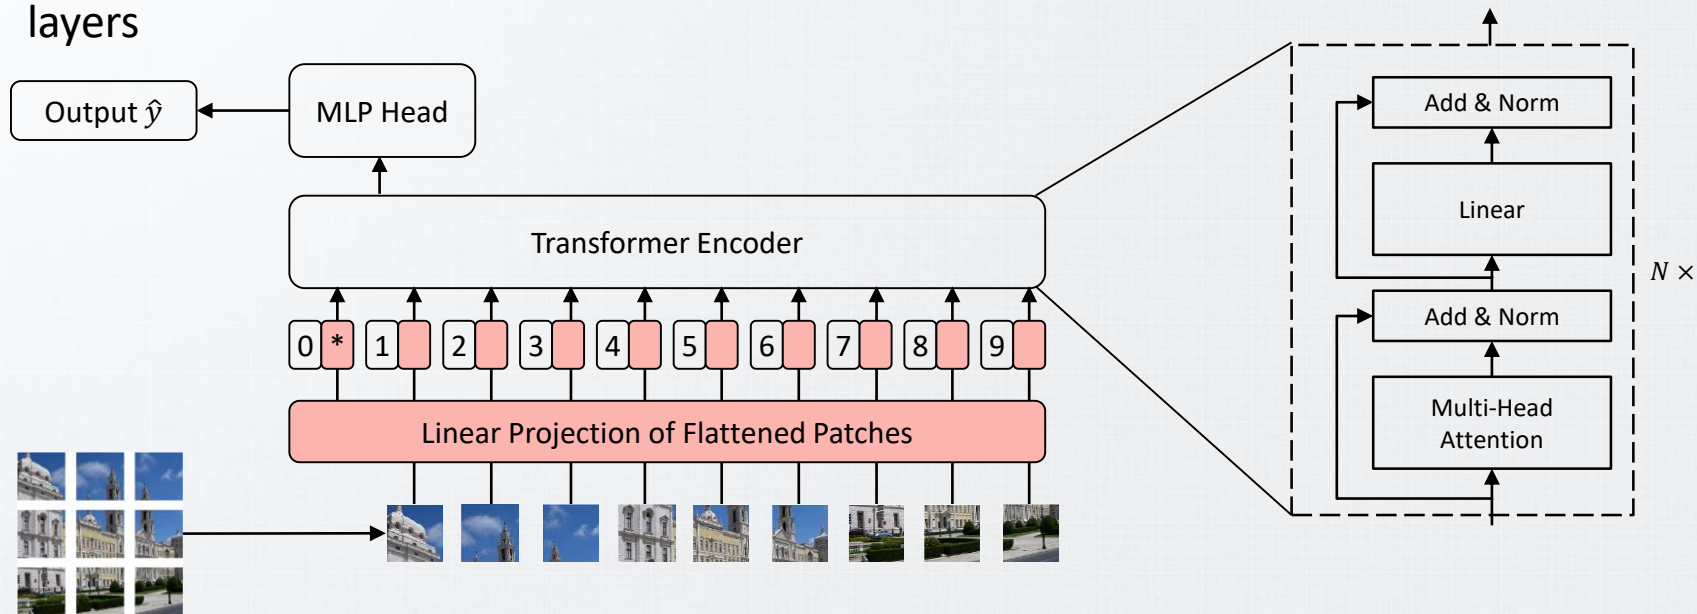 layers
Output ŷ
MLP Head
Transformer Encoder
0 * 1 2 3 4 5 6 7 8 9
Linear Projection of Flattened Patches
Add & Norm
Linear
N ×
Add & Norm
Multi-Head
Attention